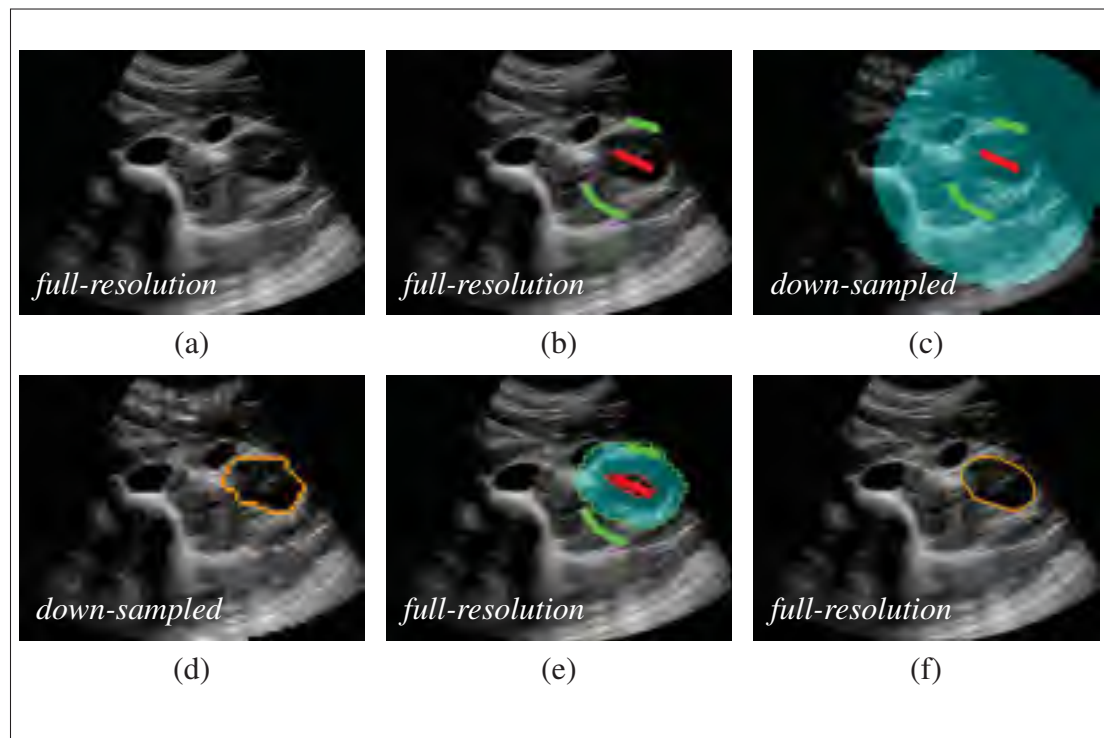 full-resolution
full-resolution
down-sampled
(a)
(b)
(c)
down-sampled
full-resolution
full-resolution
(d)
(e)
(f)